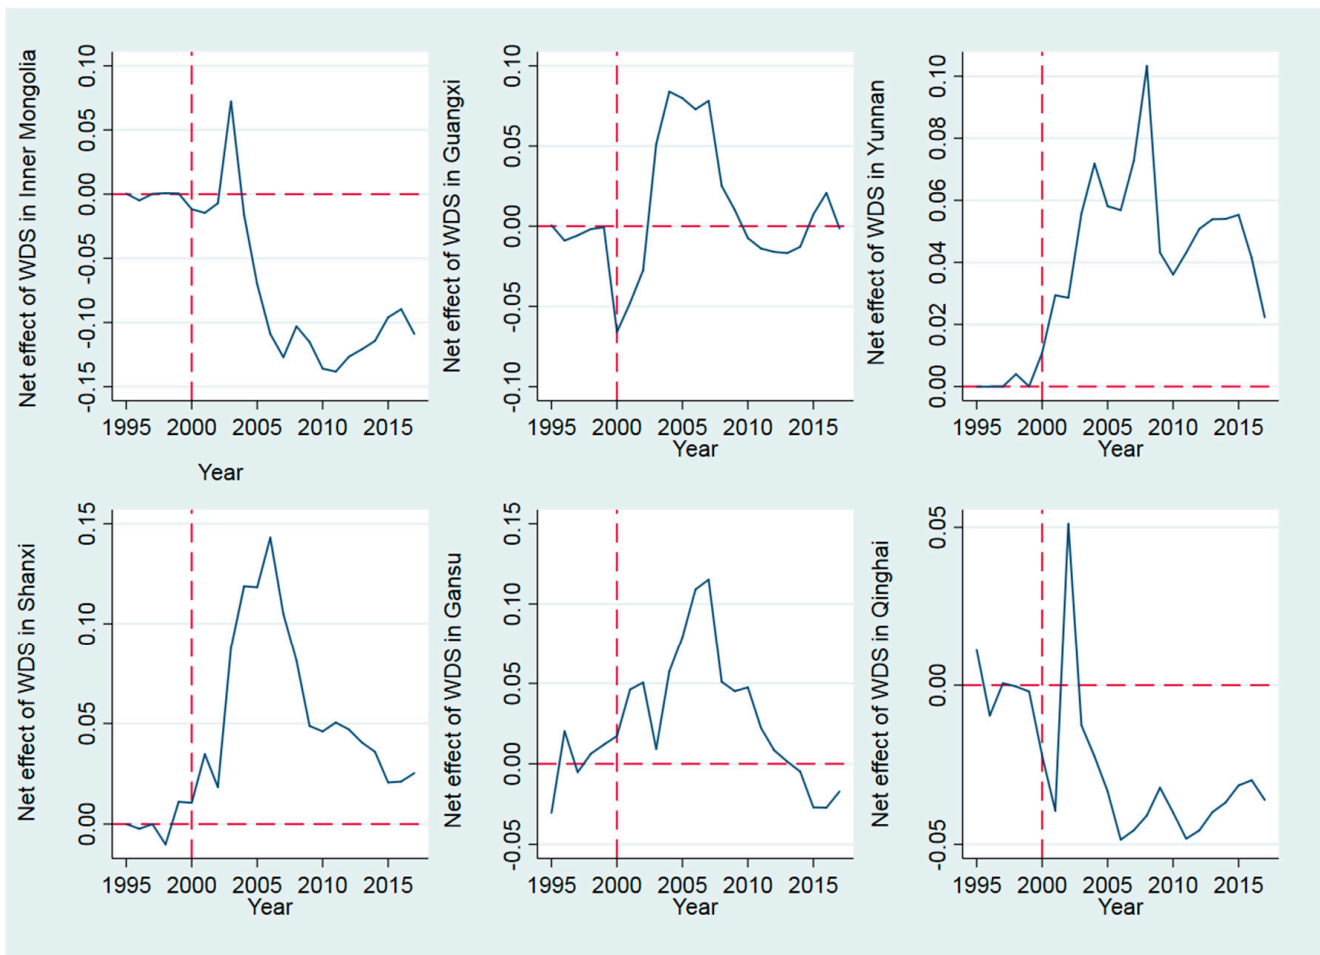 Net effect of WDS in Inner Mongolia
0.10
0.05
0.00
-0.05
-0.10
-0.15
1995 2000 2005 2010 2015
Year
Net effect of WDS in Guangxi
0.10
0.05
0.00
-0.05
-0.10
1995 2000 2005 2010 2015
Year
Net effect of WDS in Yunnan
0.10
0.08
0.06
0.04
0.02
0.00
1995 2000 2005 2010 2015
Year
Net effect of WDS in Shanxi
0.15
0.10
0.05
0.00
1995 2000 2005 2010 2015
Year
Net effect of WDS in Gansu
0.15
0.10
0.05
0.00
-0.05
1995 2000 2005 2010 2015
Year
Net effect of WDS in Qinghai
0.05
0.00
-0.05
1995 2000 2005 2010 2015
Year